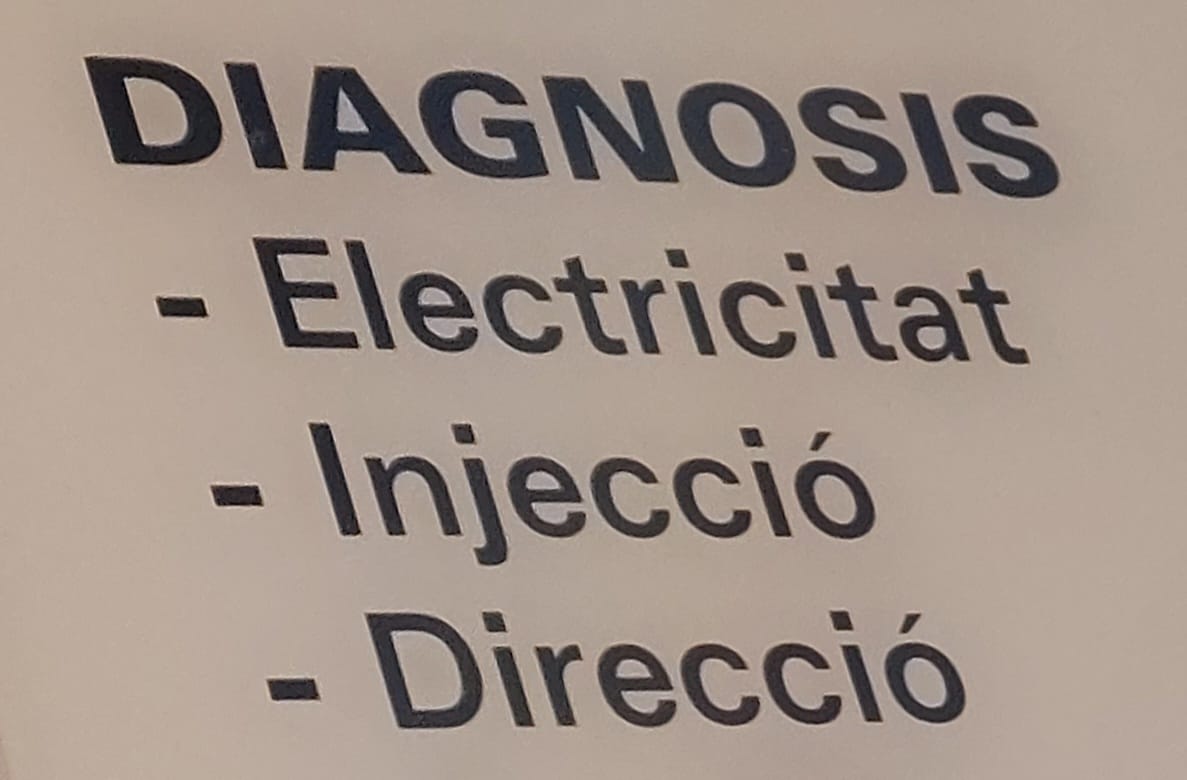 DIAGNOSIS
- Electricitat
- Injecció
- Direcció